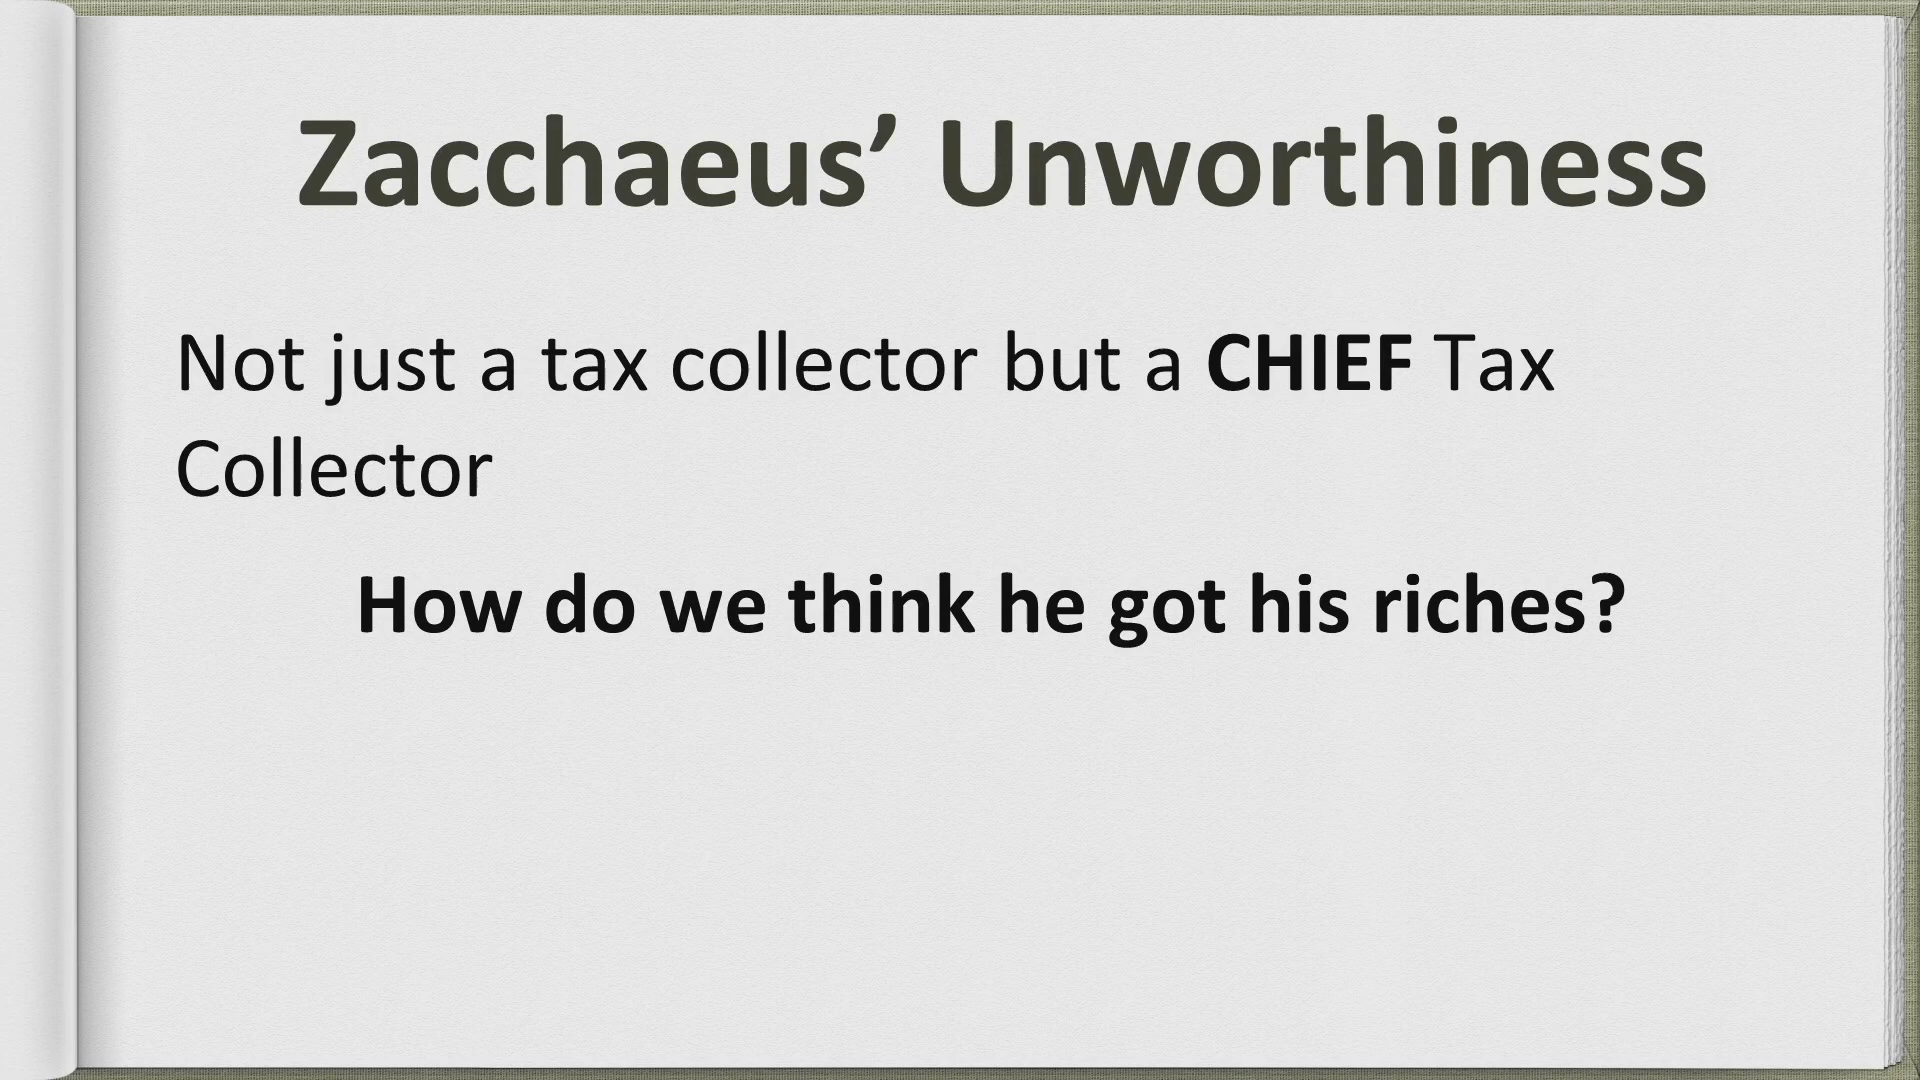 Zacchaeus’ Unworthiness
Not just a tax collector but a CHIEF Tax
Collector
How do we think he got his riches?